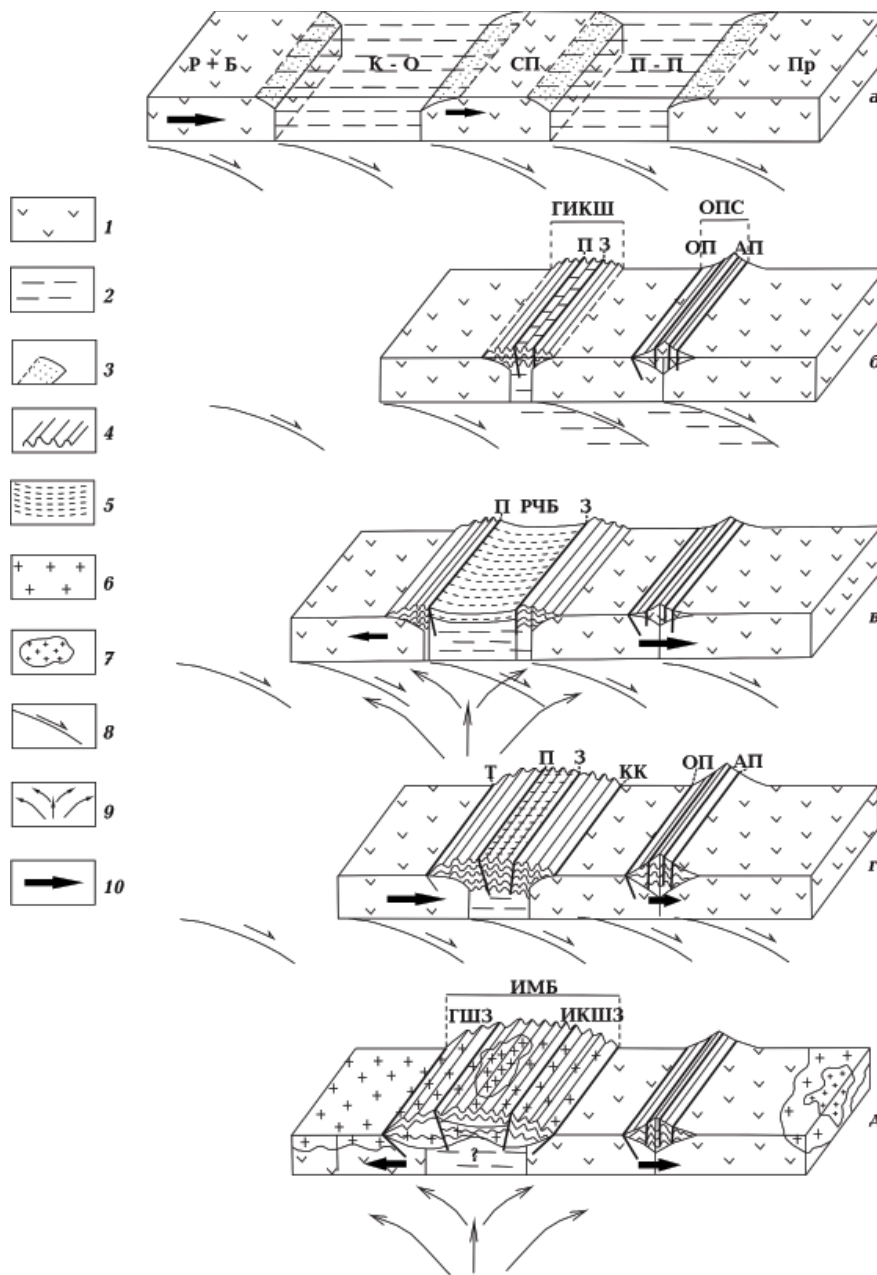 Р + Б К - О СП П - П Пр
а
1
2
3
4
5
6
7
8
9
10
ГИКШ ОПС
П З ОП АП
б
П РЧБ З
в
Т П З КК ОП АП
г
ИМБ
ГШЗ ИКШЗ
?
д